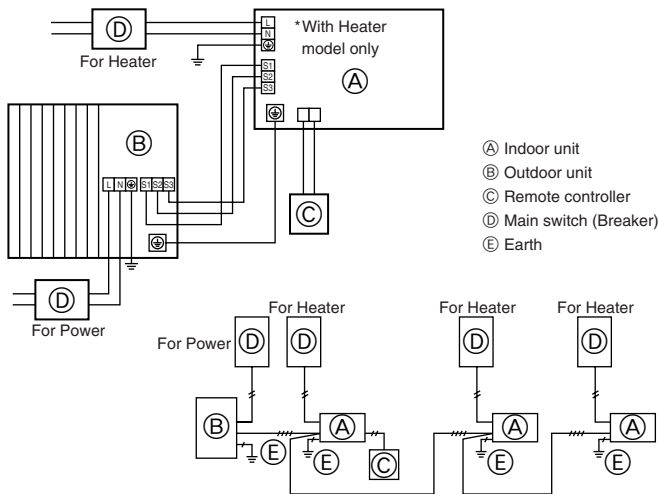 Ⓓ
For Heater
L
N
*With Heater
model only
Ⓐ
S1
S2
S3
Ⓑ
L N S1 S2 S3
Ⓒ
Ⓓ
For Power
Ⓐ Indoor unit
Ⓑ Outdoor unit
Ⓒ Remote controller
Ⓓ Main switch (Breaker)
Ⓔ Earth
For Heater For Heater For Heater
For Power Ⓓ Ⓓ Ⓓ Ⓓ
Ⓑ Ⓐ Ⓐ Ⓐ
Ⓔ Ⓔ Ⓒ Ⓔ Ⓔ